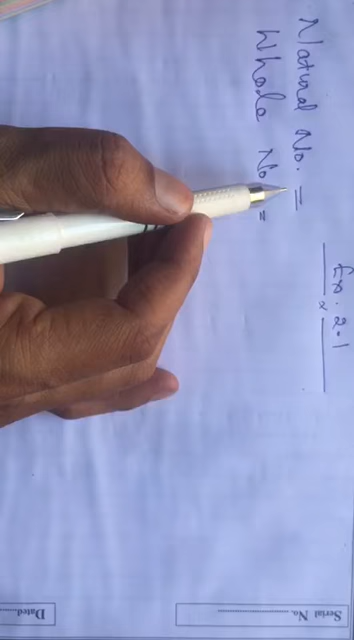 Serial No.
Dated
Ex. 2.1
Natural No. =
Whole No =